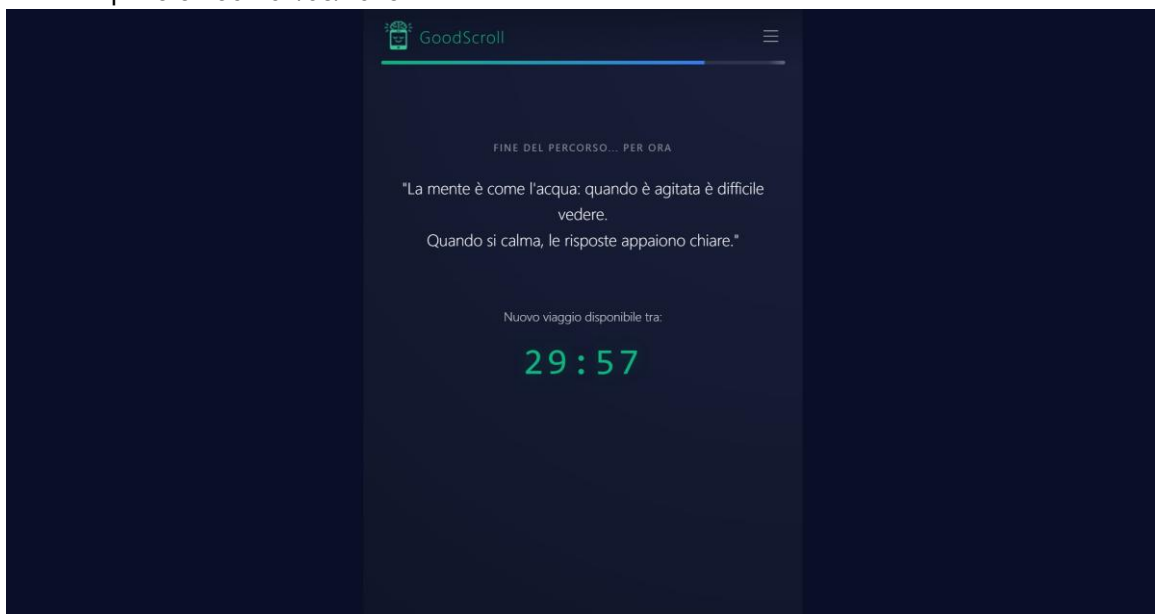 GoodScroll
FINE DEL PERCORSO... PER ORA
"La mente è come l'acqua: quando è agitata è difficile
vedere.
Quando si calma, le risposte appaiono chiare."
Nuovo viaggio disponibile tra:
29:57